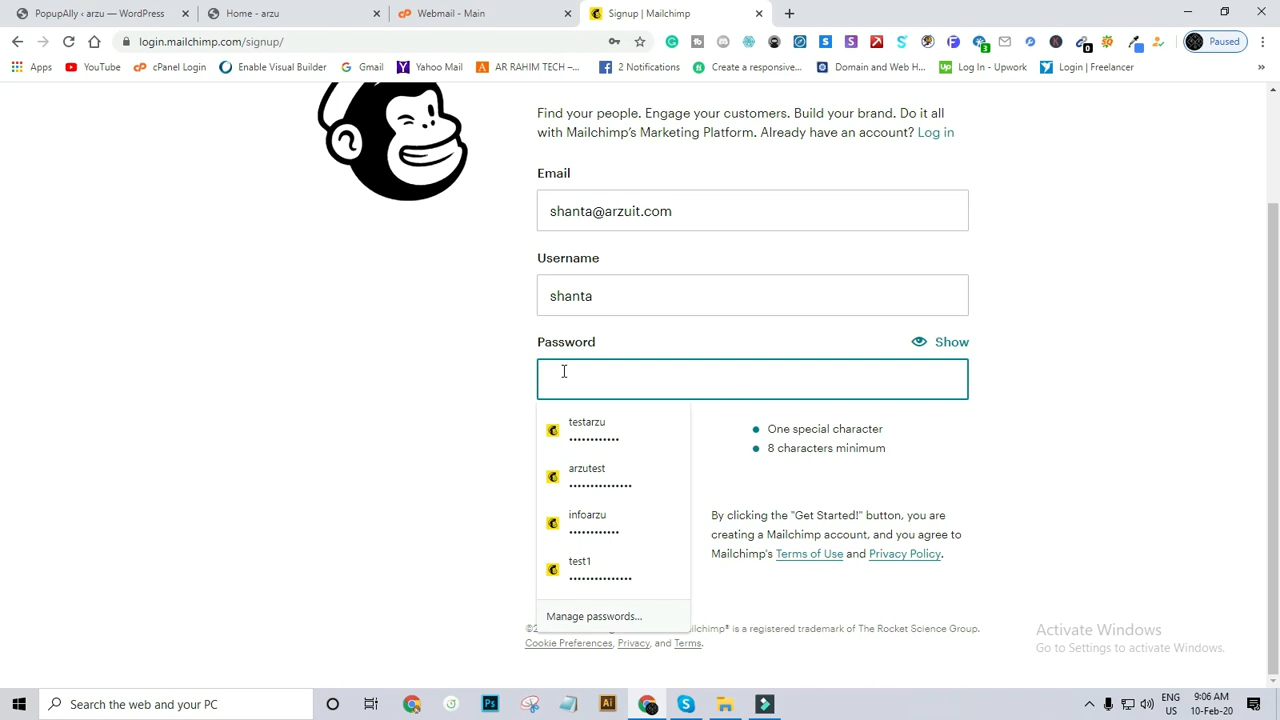 PopupAlly ‹ arzu — WordPress
Home - arzu
Webmail - Main
Signup | Mailchimp
login.mailchimp.com/signup/
3
0
Paused
Apps
YouTube
cPanel Login
Enable Visual Builder
Gmail
Yahoo Mail
AR RAHIM TECH –...
2 Notifications
Create a responsive...
Domain and Web H...
Log In - Upwork
Login | Freelancer
»
Find your people. Engage your customers. Build your brand. Do it all
with Mailchimp's Marketing Platform. Already have an account? Log in
Email
shanta@arzuit.com
Username
shanta
Password
Show
testarzu
••••••••••••
arzutest
•••••••••••••••
infoarzu
••••••••••••
test1
•••••••••••••••
Manage passwords...
One special character
8 characters minimum
By clicking the "Get Started!" button, you are
creating a Mailchimp account, and you agree to
Mailchimp's Terms of Use and Privacy Policy.
is a registered trademark of The Rocket Science Group.
Cookie Preferences, Privacy, and Terms.
Activate Windows
Go to Settings to activate Windows.
Search the web and your PC
Ps
Ai
ENG
US
9:06 AM
10-Feb-20